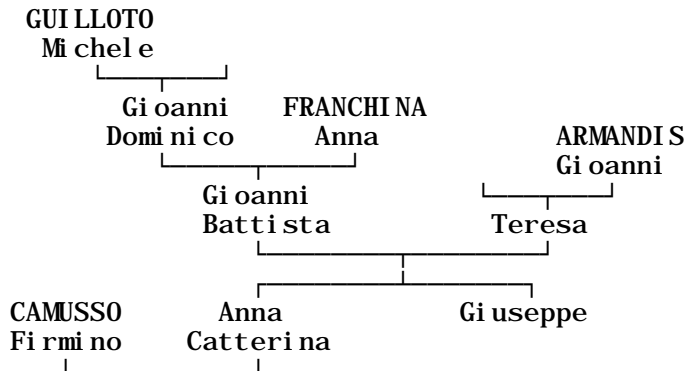 GUILLOTO
Michele
Gioanni FRANCHINA
Dominico Anna ARMANDIS
Gioanni Gioanni
Battista Teresa
CAMUSSO Anna Giuseppe
Firmino Catterina